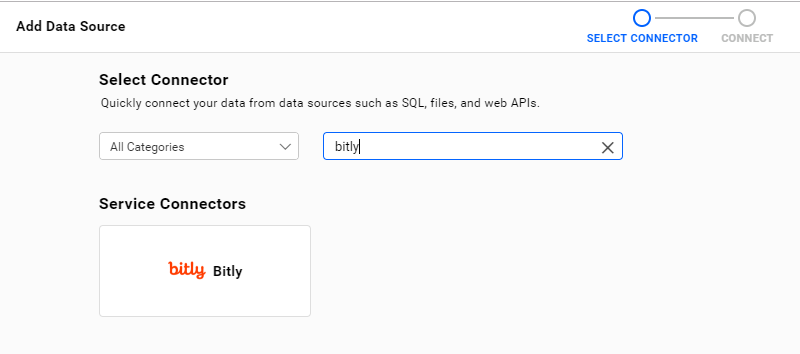 Add Data Source
SELECT CONNECTOR
CONNECT
Select Connector
Quickly connect your data from data sources such as SQL, files, and web APIs.
All Categories
bitly
Service Connectors
bitly Bitly